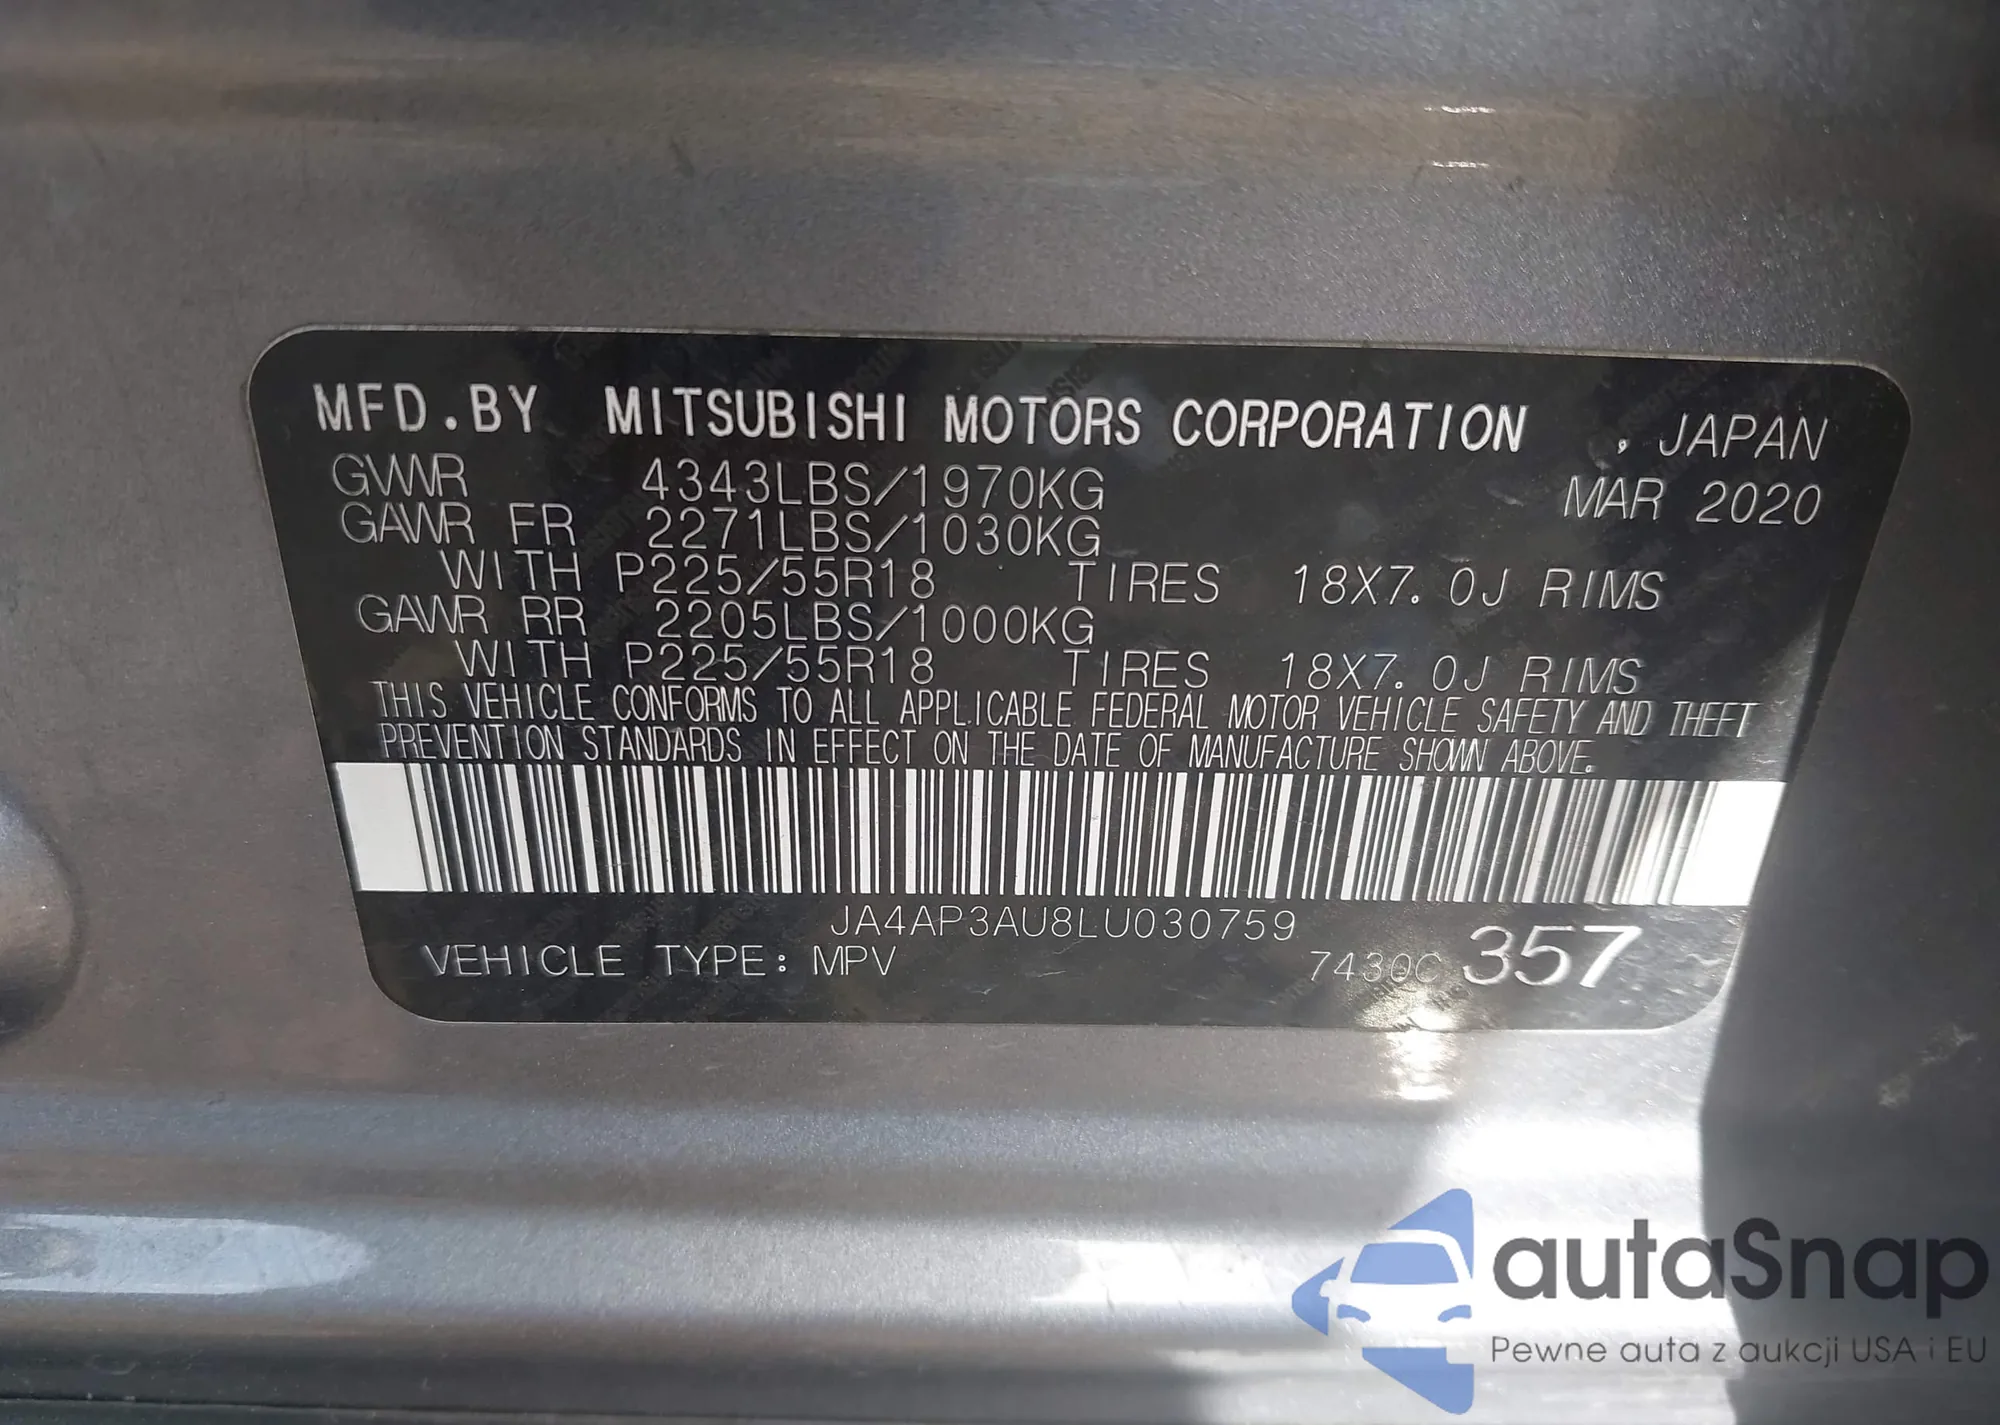 MFD.BY MITSUBISHI MOTORS CORPORATION , JAPAN
GVWR 4343LBS/1970KG MAR 2020
GAWR FR 2271LBS/1030KG
WITH P225/55R18 TIRES 18X7.0J RIMS
GAWR RR 2205LBS/1000KG
WITH P225/55R18 TIRES 18X7.0J RIMS
THIS VEHICLE CONFORMS TO ALL APPLICABLE FEDERAL MOTOR VEHICLE SAFETY AND THEFT
PREVENTION STANDARDS IN EFFECT ON THE DATE OF MANUFACTURE SHOWN ABOVE.
JA4AP3AU8LU030759
VEHICLE TYPE: MPV 7430C 357
autaSnap
Pewne auta z aukcji USA i EU